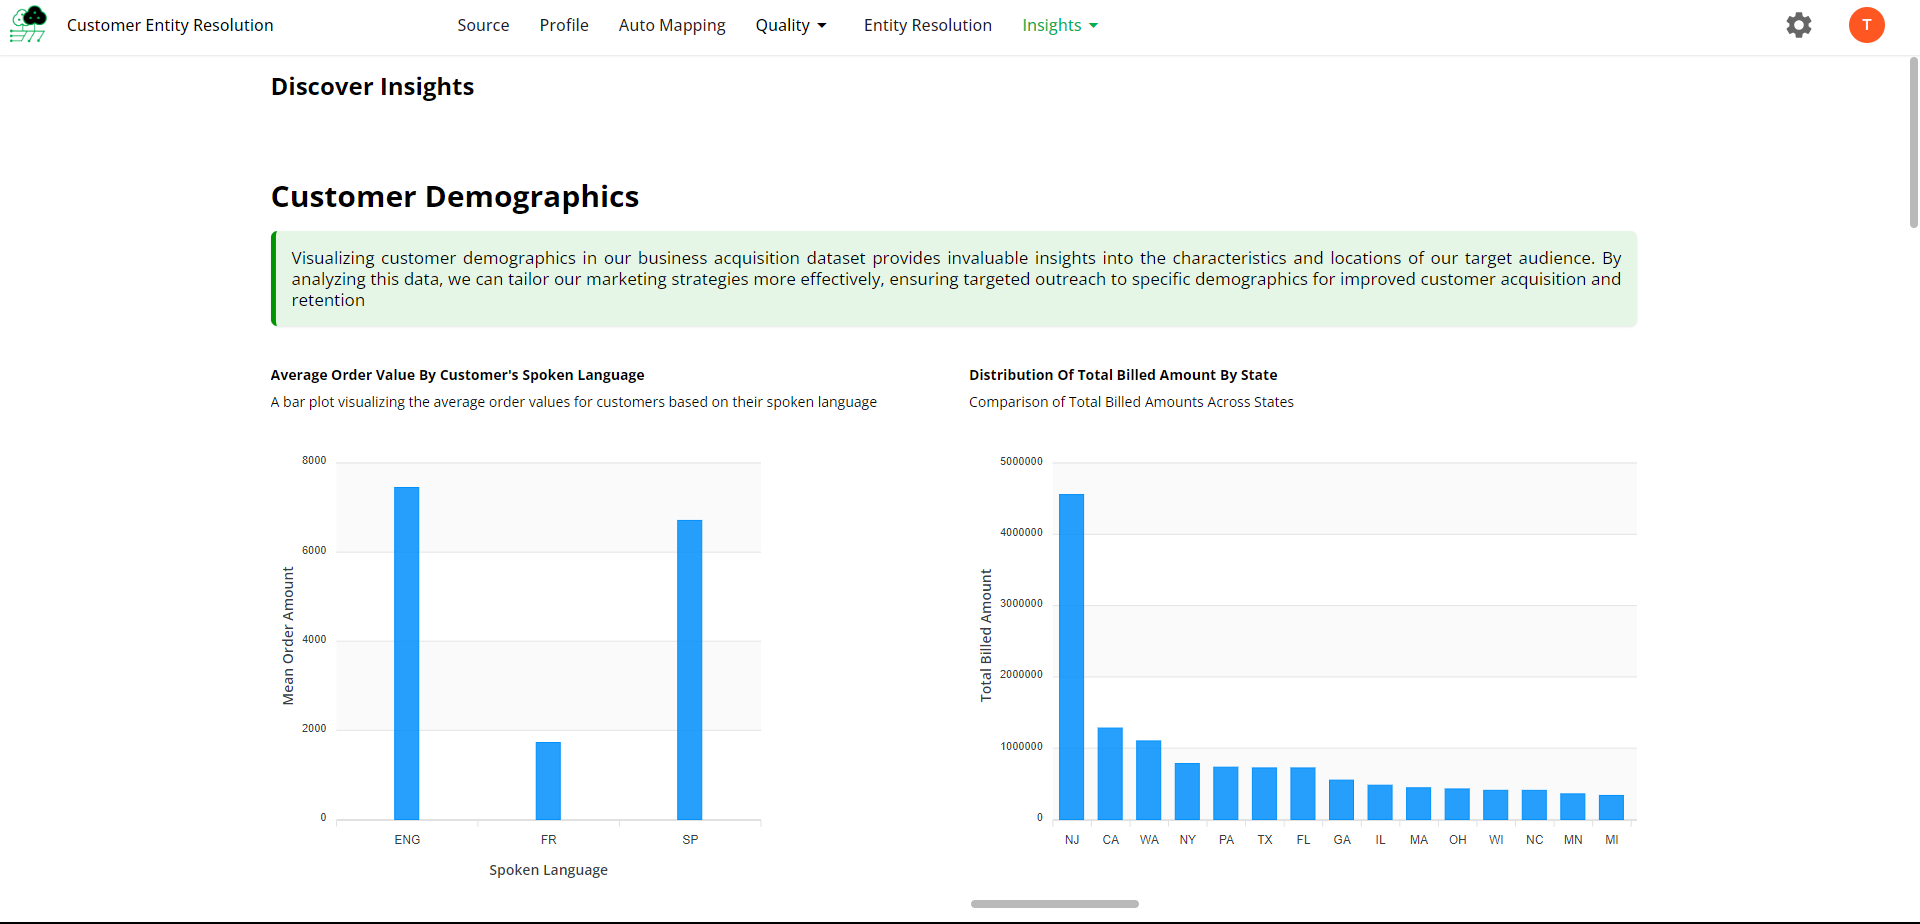 Customer Entity Resolution
Source
Profile
Auto Mapping
Quality
Entity Resolution
Insights
T
Discover Insights
Customer Demographics
Visualizing customer demographics in our business acquisition dataset provides invaluable insights into the characteristics and locations of our target audience. By
analyzing this data, we can tailor our marketing strategies more effectively, ensuring targeted outreach to specific demographics for improved customer acquisition and
retention
Average Order Value By Customer's Spoken Language
A bar plot visualizing the average order values for customers based on their spoken language
8000
6000
4000
2000
0
Mean Order Amount
ENG FR SP
Spoken Language
Distribution Of Total Billed Amount By State
Comparison of Total Billed Amounts Across States
5000000
4000000
3000000
2000000
1000000
0
Total Billed Amount
NJ CA WA NY PA TX FL GA IL MA OH WI NC MN MI